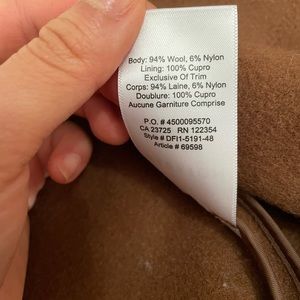 Body: 94% Wool, 6% Nylon
Lining: 100% Cupro
Exclusive Of Trim
Corps: 94% Laine, 6% Nylon
Doublure: 100% Cupro
Aucune Garniture Comprise
P.O. # 4500095570
CA 23725 RN 122354
Style # DFI1-5191-48
Article # 69598